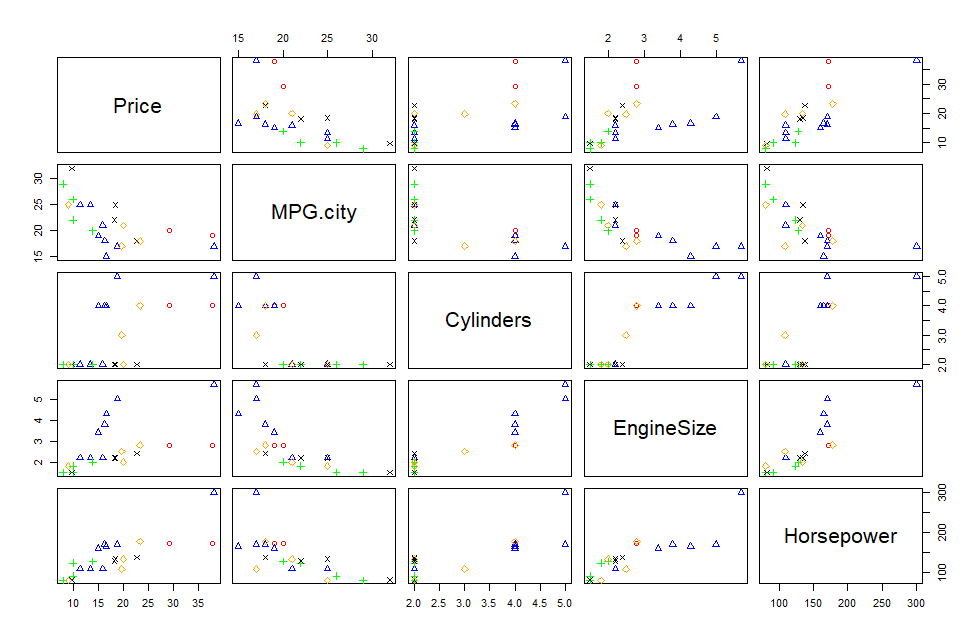 15 20 25 30
2 3 4 5
Price
10 20 30
15 20 25 30
MPG.city
Cylinders
2.0 3.0 4.0 5.0
2 3 4 5
EngineSize
Horsepower
100 200 300
10 15 20 25 30 35
2.0 2.5 3.0 3.5 4.0 4.5 5.0
100 150 200 250 300